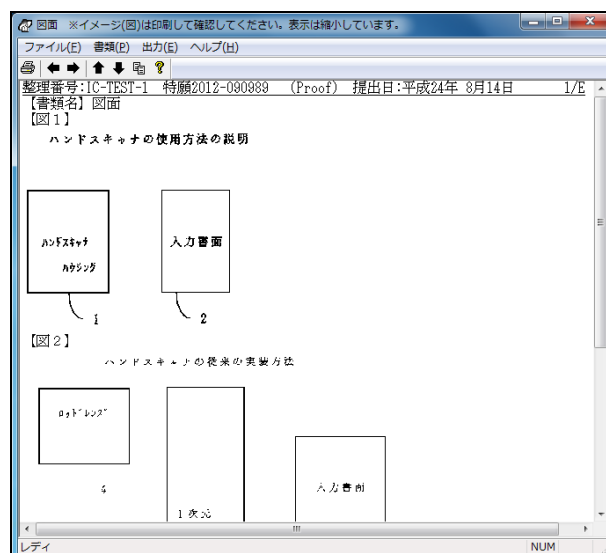 図面 ※イメージ(図)は印刷して確認してください。表示は縮小しています。
ファイル(F) 書類(P) 出力(E) ヘルプ(H)
整理番号:IC-TEST-1 特願2012-090989 (Proof) 提出日:平成24年 8月14日 1/E
【書類名】図面
【図1】
ハンドスキャナの使用方法の説明
ハンドスキャナ
ハウジング
入力書面
1
2
【図2】
ハンドスキャナの従来の実装方法
ロッドレンズ
入力書面
1次元
レディ NUM